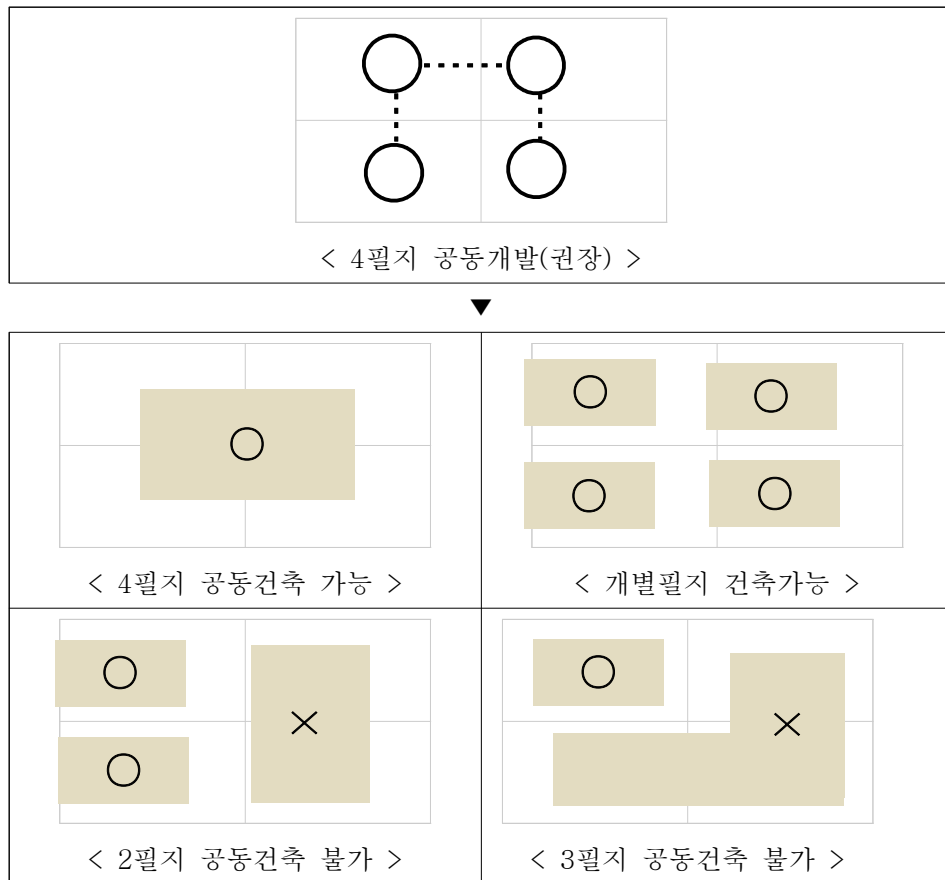 < 4필지 공동개발(권장) >
▼
< 4필지 공동건축 가능 >
< 개별필지 건축가능 >
< 2필지 공동건축 불가 >
< 3필지 공동건축 불가 >